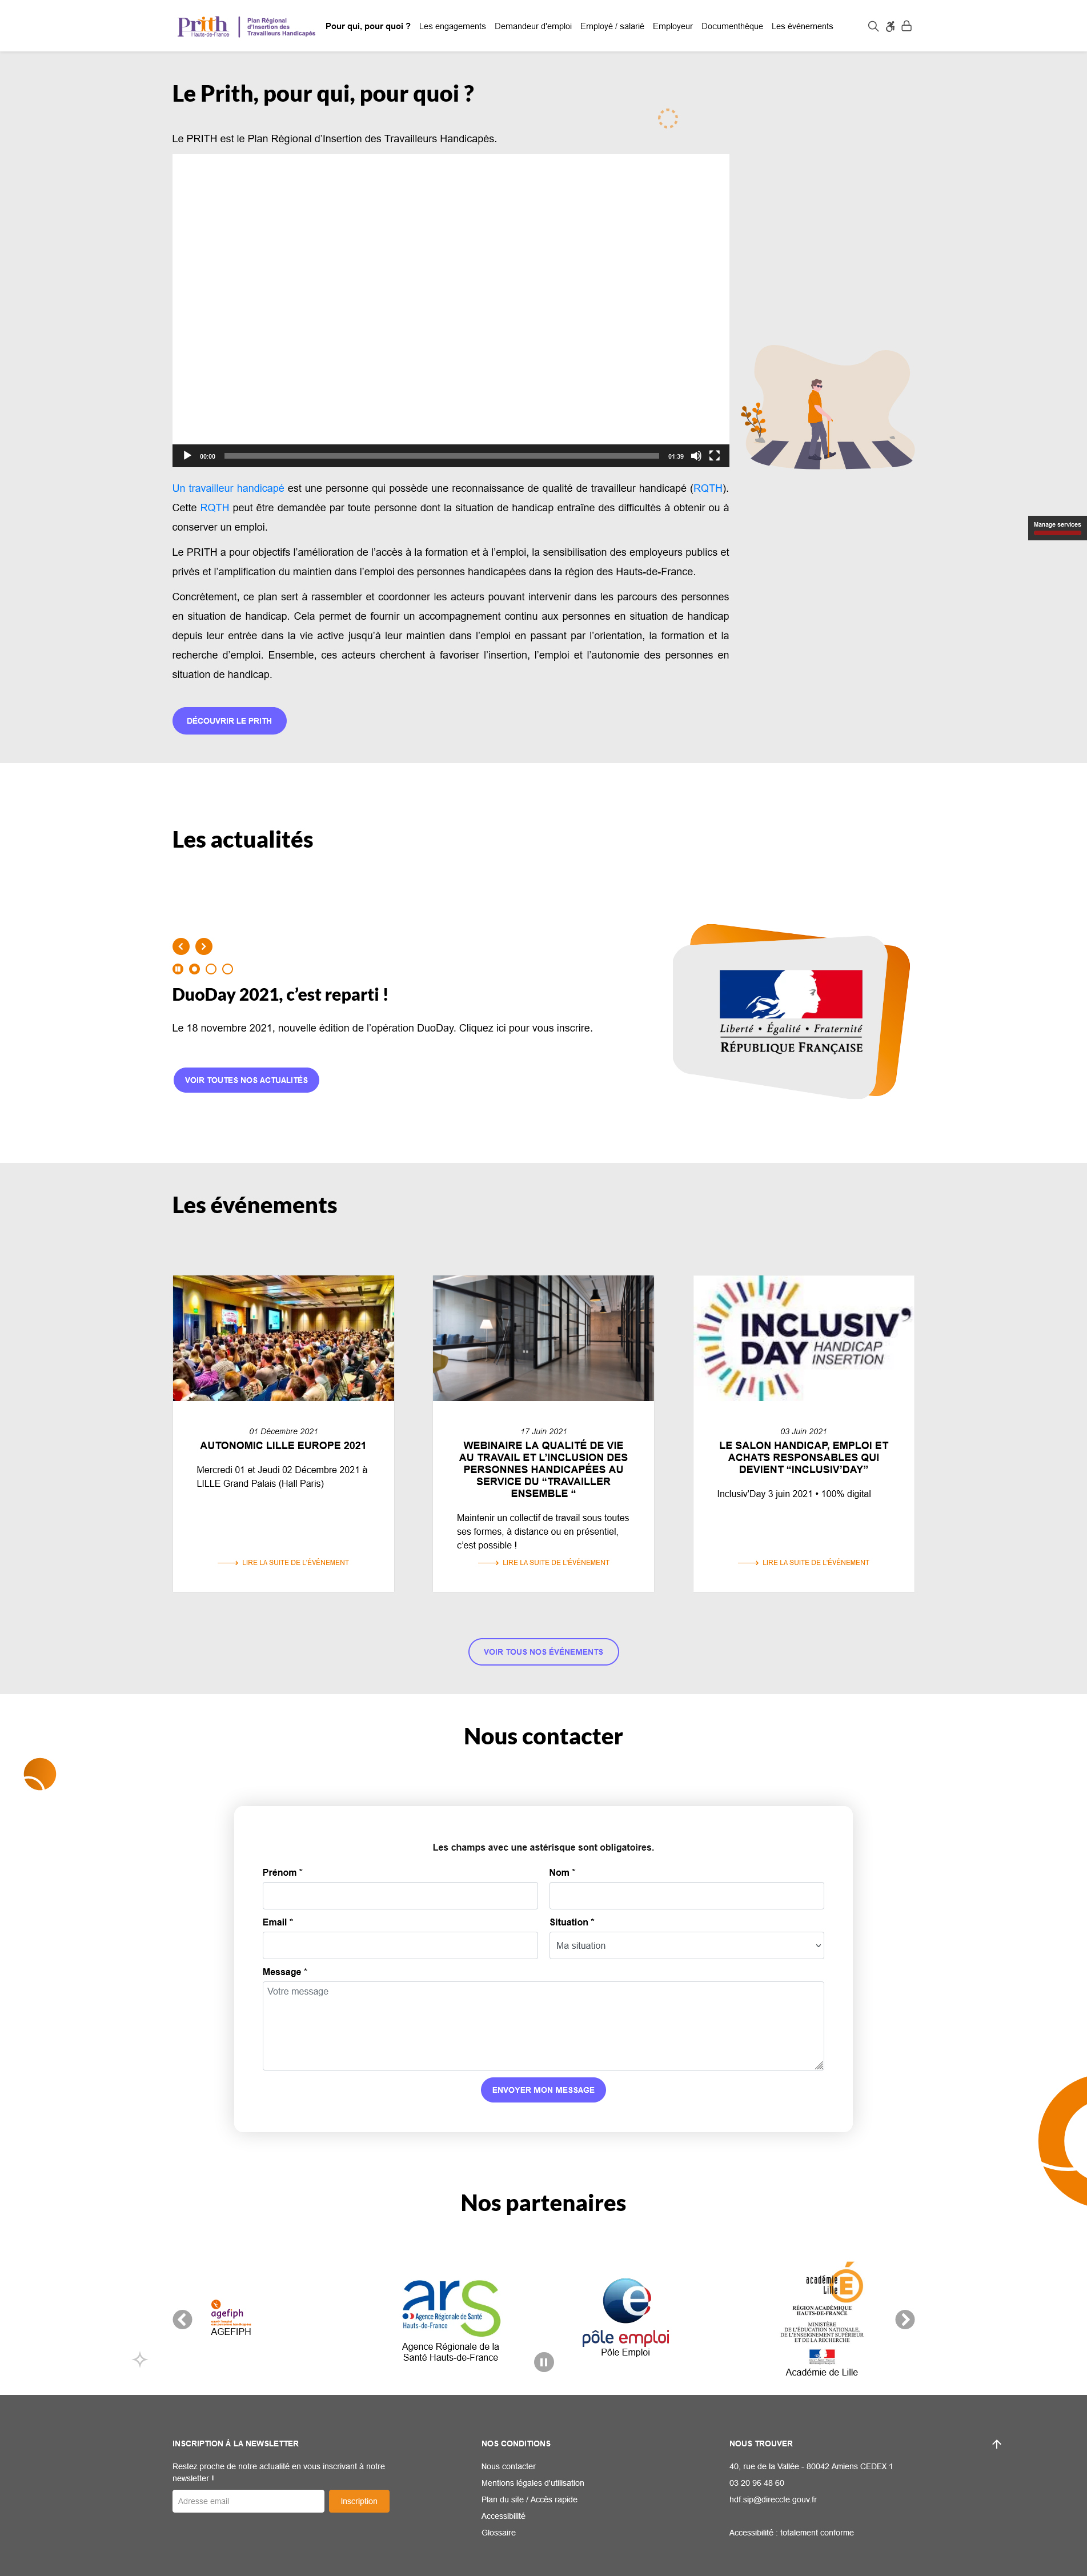 Prith
Hauts-de-France
Plan Régional
d'Insertion des
Travailleurs Handicapés
Pour qui, pour quoi ?
Les engagements
Demandeur d'emploi
Employé / salarié
Employeur
Documenthèque
Les événements
Le Prith, pour qui, pour quoi ?
Le PRITH est le Plan Régional d’Insertion des Travailleurs Handicapés.
00:00
01:39
Un travailleur handicapé est une personne qui possède une reconnaissance de qualité de travailleur handicapé (RQTH).
Cette RQTH peut être demandée par toute personne dont la situation de handicap entraîne des difficultés à obtenir ou à
conserver un emploi.
Manage services
Le PRITH a pour objectifs l’amélioration de l’accès à la formation et à l’emploi, la sensibilisation des employeurs publics et
privés et l’amplification du maintien dans l’emploi des personnes handicapées dans la région des Hauts-de-France.
Concrètement, ce plan sert à rassembler et coordonner les acteurs pouvant intervenir dans les parcours des personnes
en situation de handicap. Cela permet de fournir un accompagnement continu aux personnes en situation de handicap
depuis leur entrée dans la vie active jusqu’à leur maintien dans l’emploi en passant par l’orientation, la formation et la
recherche d’emploi. Ensemble, ces acteurs cherchent à favoriser l’insertion, l’emploi et l’autonomie des personnes en
situation de handicap.
DÉCOUVRIR LE PRITH
Les actualités
DuoDay 2021, c’est reparti !
Le 18 novembre 2021, nouvelle édition de l’opération DuoDay. Cliquez ici pour vous inscrire.
VOIR TOUTES NOS ACTUALITÉS
Liberté • Égalité • Fraternité
RÉPUBLIQUE FRANÇAISE
Les événements
01 Décembre 2021
AUTONOMIC LILLE EUROPE 2021
Mercredi 01 et Jeudi 02 Décembre 2021 à
LILLE Grand Palais (Hall Paris)
LIRE LA SUITE DE L'ÉVÉNEMENT
17 Juin 2021
WEBINAIRE LA QUALITÉ DE VIE
AU TRAVAIL ET L’INCLUSION DES
PERSONNES HANDICAPÉES AU
SERVICE DU “TRAVAILLER
ENSEMBLE “
Maintenir un collectif de travail sous toutes
ses formes, à distance ou en présentiel,
c’est possible !
LIRE LA SUITE DE L'ÉVÉNEMENT
INCLUSIV’
DAY HANDICAP
INSERTION
03 Juin 2021
LE SALON HANDICAP, EMPLOI ET
ACHATS RESPONSABLES QUI
DEVIENT “INCLUSIV’DAY”
Inclusiv'Day 3 juin 2021 • 100% digital
LIRE LA SUITE DE L'ÉVÉNEMENT
VOIR TOUS NOS ÉVÉNEMENTS
Nous contacter
Les champs avec une astérisque sont obligatoires.
Prénom *
Nom *
Email *
Situation *
Ma situation
Message *
Votre message
ENVOYER MON MESSAGE
Nos partenaires
agefiph
AGEFIPH
ars
Agence Régionale de Santé
Hauts-de-France
Agence Régionale de la
Santé Hauts-de-France
pôle emploi
Pôle Emploi
académie
Lille
RÉGION ACADÉMIQUE
HAUTS-DE-FRANCE
MINISTÈRE
DE L'ÉDUCATION NATIONALE,
DE L'ENSEIGNEMENT SUPÉRIEUR
ET DE LA RECHERCHE
Académie de Lille
INSCRIPTION À LA NEWSLETTER
Restez proche de notre actualité en vous inscrivant à notre
newsletter !
Adresse email
Inscription
NOS CONDITIONS
Nous contacter
Mentions légales d'utilisation
Plan du site / Accès rapide
Accessibilité
Glossaire
NOUS TROUVER
40, rue de la Vallée - 80042 Amiens CEDEX 1
03 20 96 48 60
hdf.sip@direccte.gouv.fr
Accessibilité : totalement conforme